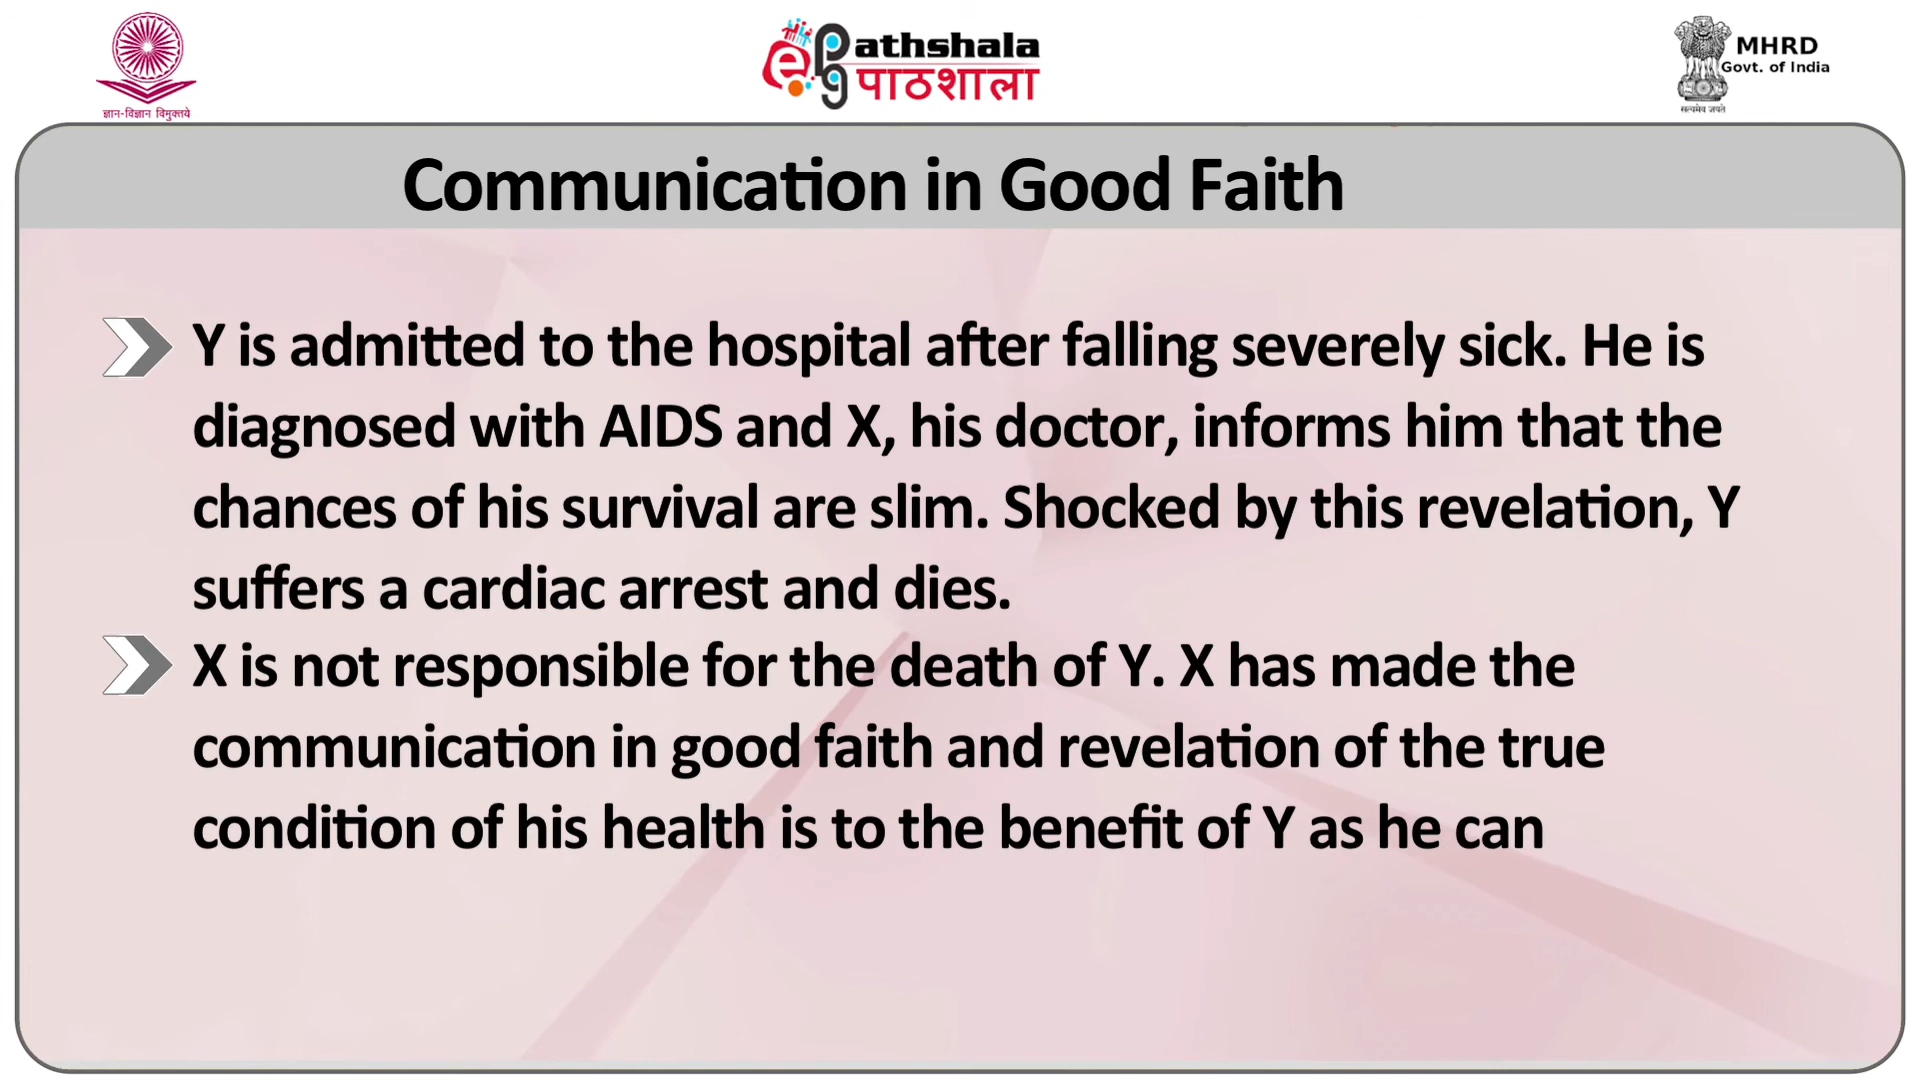 ज्ञान-विज्ञान विमुक्तये
e pg athshala
पाठशाला
MHRD
Govt. of India
सत्यमेव जयते
Communication in Good Faith
Y is admitted to the hospital after falling severely sick. He is
diagnosed with AIDS and X, his doctor, informs him that the
chances of his survival are slim. Shocked by this revelation, Y
suffers a cardiac arrest and dies.
X is not responsible for the death of Y. X has made the
communication in good faith and revelation of the true
condition of his health is to the benefit of Y as he can